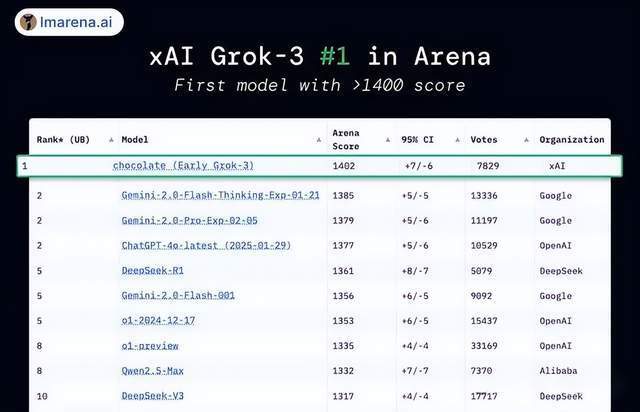 lmarena.ai
xAI Grok-3 #1 in Arena
First model with >1400 score
Rank* (UB) Model Arena Score 95% CI Votes Organization
1 chocolate (Early Grok-3) 1402 +7/-6 7829 xAI
2 Gemini-2.0-Flash-Thinking-Exp-01-21 1385 +5/-5 13336 Google
2 Gemini-2.0-Pro-Exp-02-05 1379 +5/-6 11197 Google
2 ChatGPT-4o-latest (2025-01-29) 1377 +5/-6 10529 OpenAI
5 DeepSeek-R1 1361 +8/-7 5079 DeepSeek
5 Gemini-2.0-Flash-001 1356 +6/-5 9092 Google
5 o1-2024-12-17 1353 +6/-5 15437 OpenAI
8 o1-preview 1335 +4/-4 33169 OpenAI
8 Qwen2.5-Max 1332 +7/-7 7370 Alibaba
10 DeepSeek-V3 1317 +4/-4 17717 DeepSeek